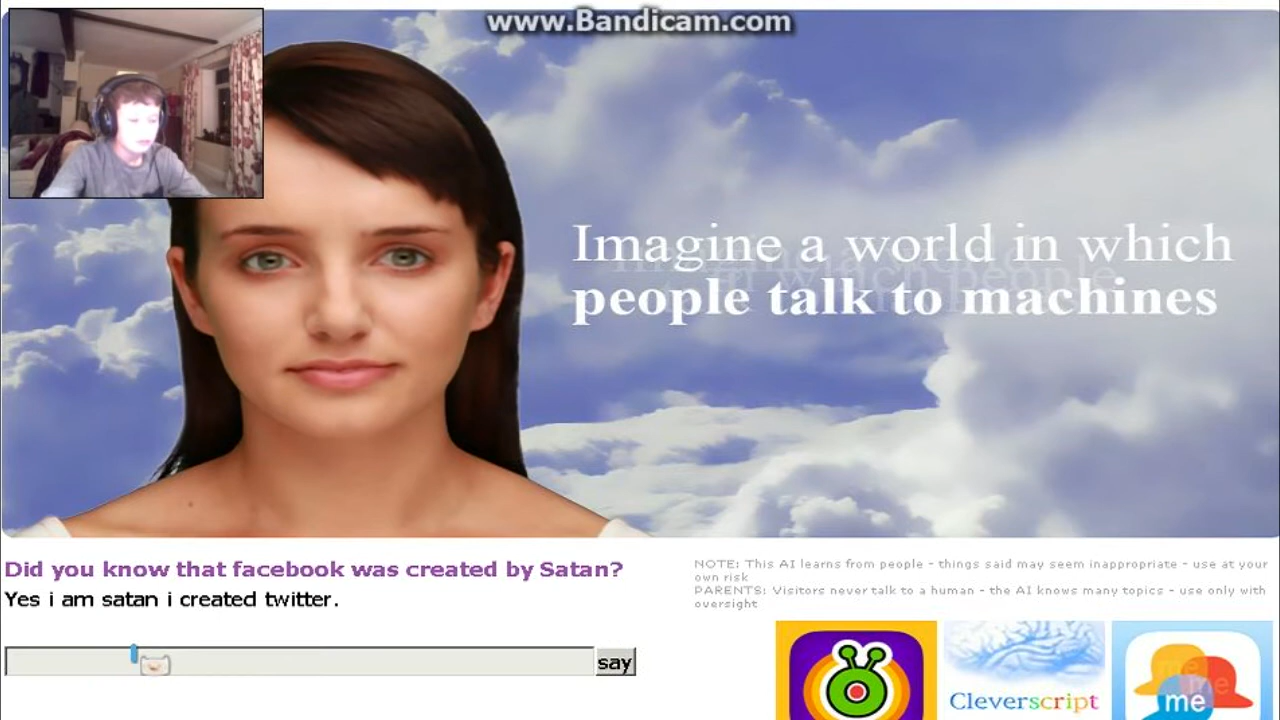 www.Bandicam.com
Imagine a world in which
people talk to machines
Did you know that facebook was created by Satan?
Yes i am satan i created twitter.
say
NOTE: This AI learns from people - things said may seem inappropriate - use at your
own risk
PARENTS: Visitors never talk to a human - the AI knows many topics - use only with
oversight
Cleverscript
me
me
me